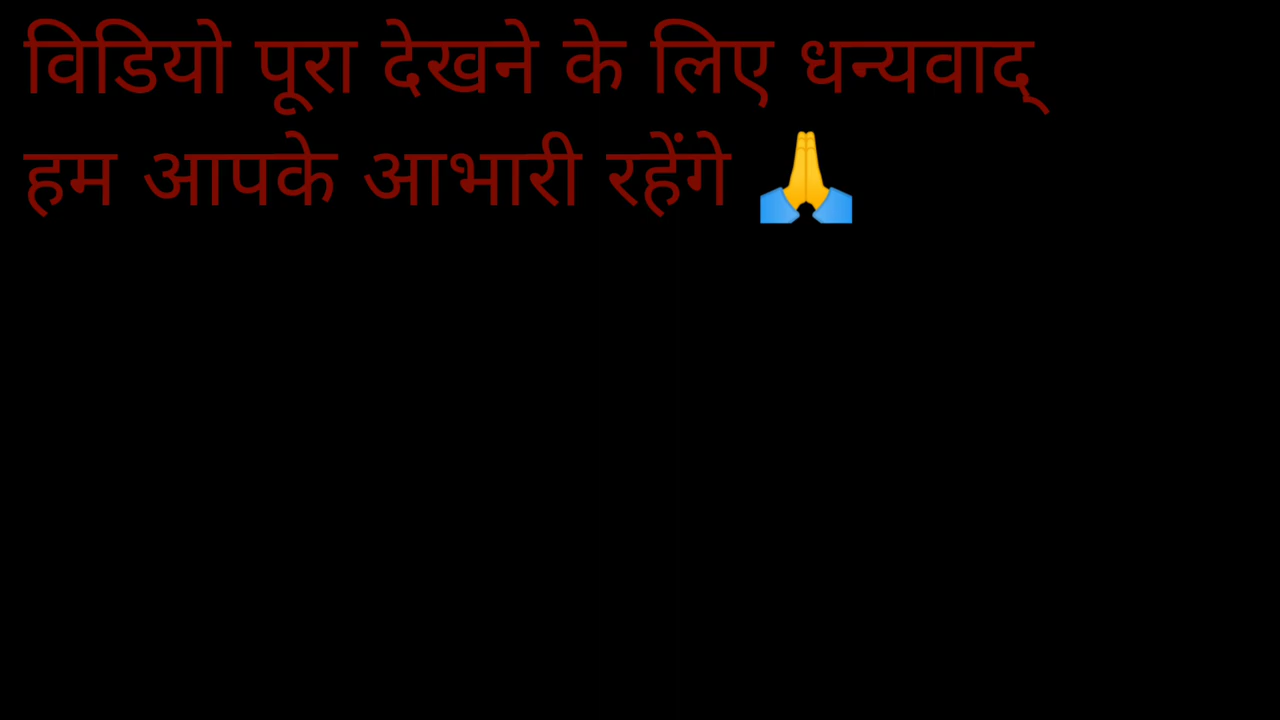 विडियो पूरा देखने के लिए धन्यवाद्
हम आपके आभारी रहेंगे 🙏